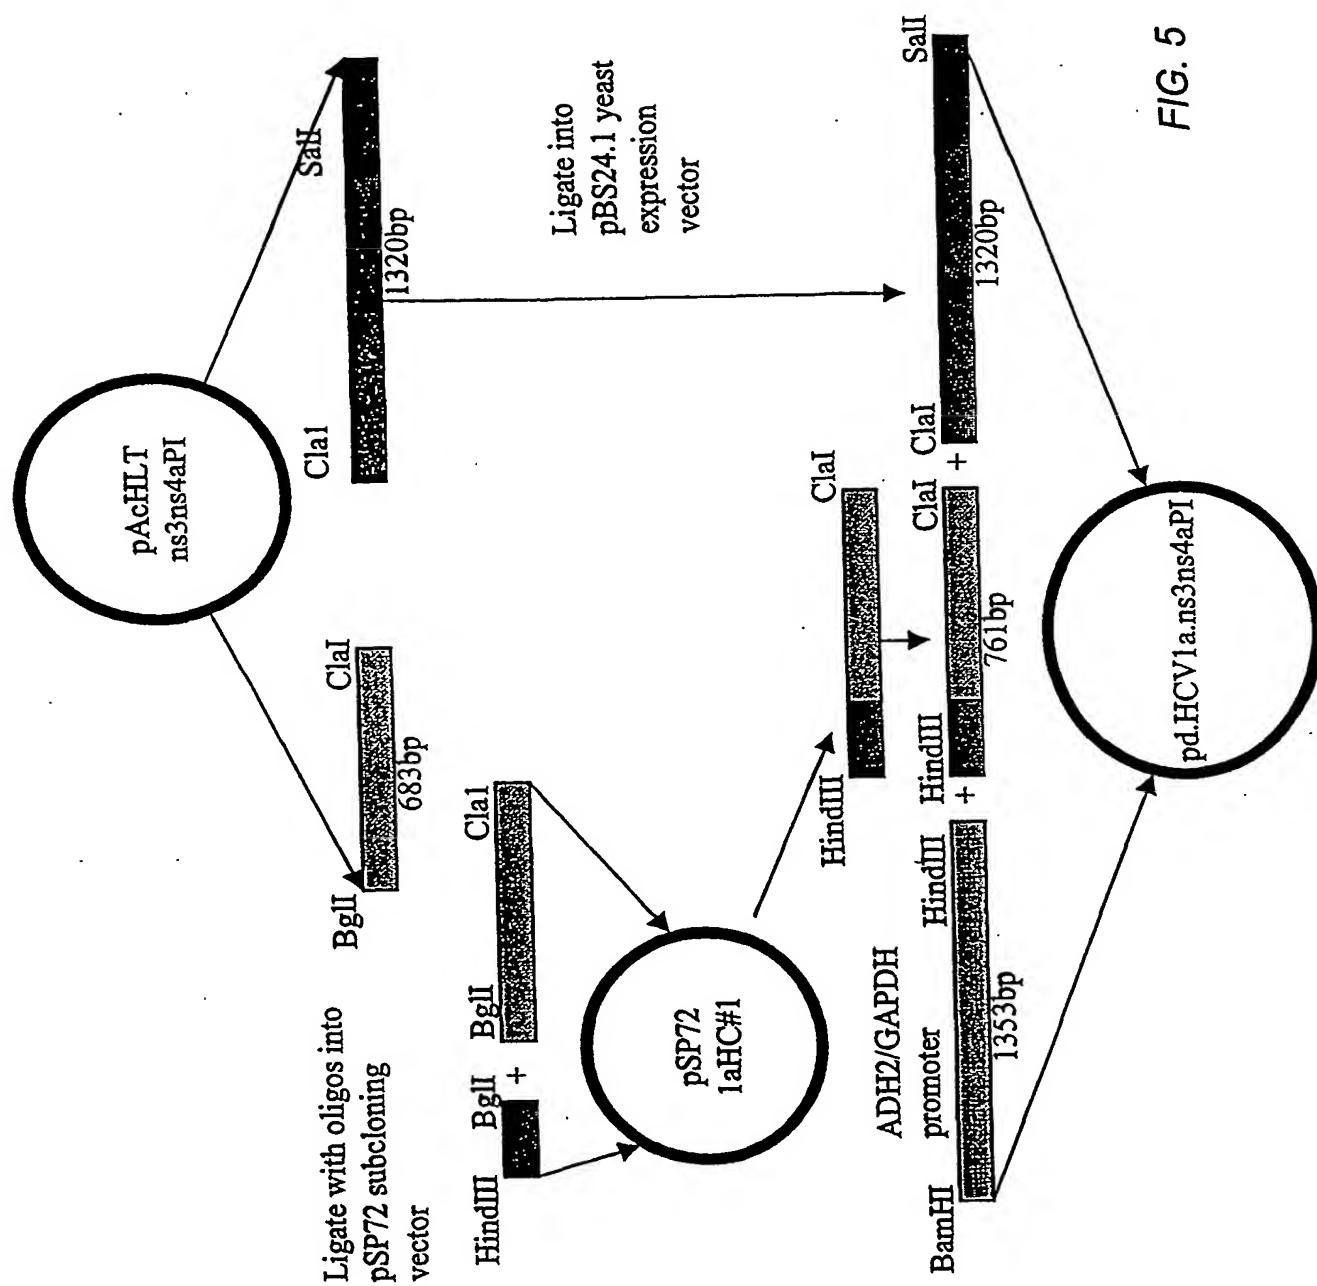 pAcHLT
ns3ns4aPI
BglI
ClaI
683bp
Cla1
SalI
1320bp
Ligate with oligos into
pSP72 subcloning
vector
HindIII
BglI
+
BglI
Cla1
Ligate into
pBS24.1 yeast
expression
vector
pSP72
1aHC#1
HindIII
ClaI
ADH2/GAPDH
promoter
BamHI
HindIII
1353bp
+
HindIII
ClaI
761bp
+
ClaI
SalI
1320bp
pd.HCV1a.ns3ns4aPI
FIG. 5